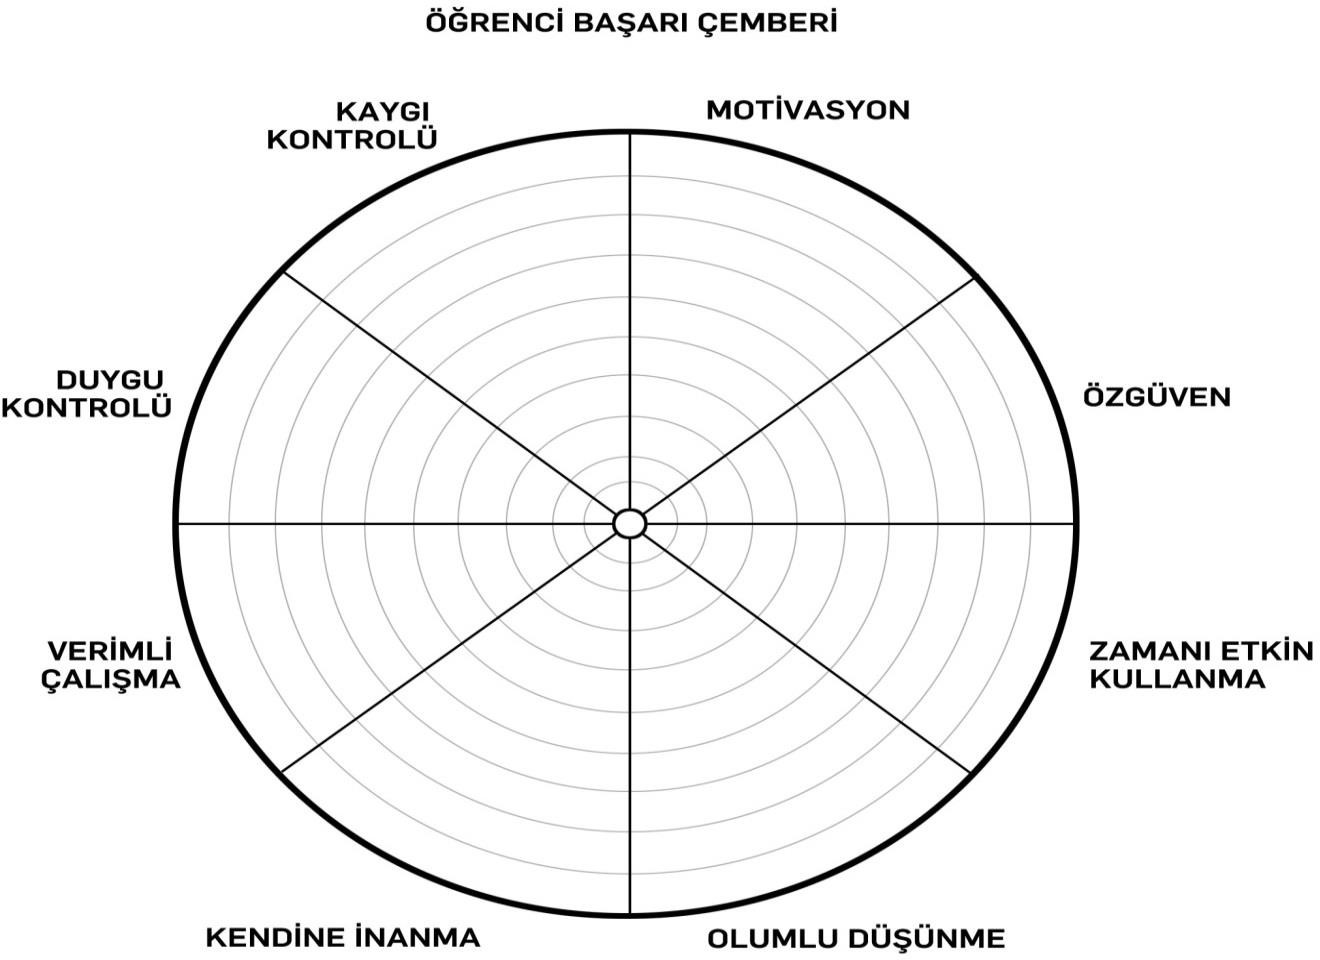 ÖĞRENCİ BAŞARI ÇEMBERİ
KAYGI
KONTROLÜ
MOTİVASYON
DUYGU
KONTROLÜ
ÖZGÜVEN
VERİMLİ
ÇALIŞMA
ZAMANI ETKİN
KULLANMA
KENDİNE İNANMA
OLUMLU DÜŞÜNME